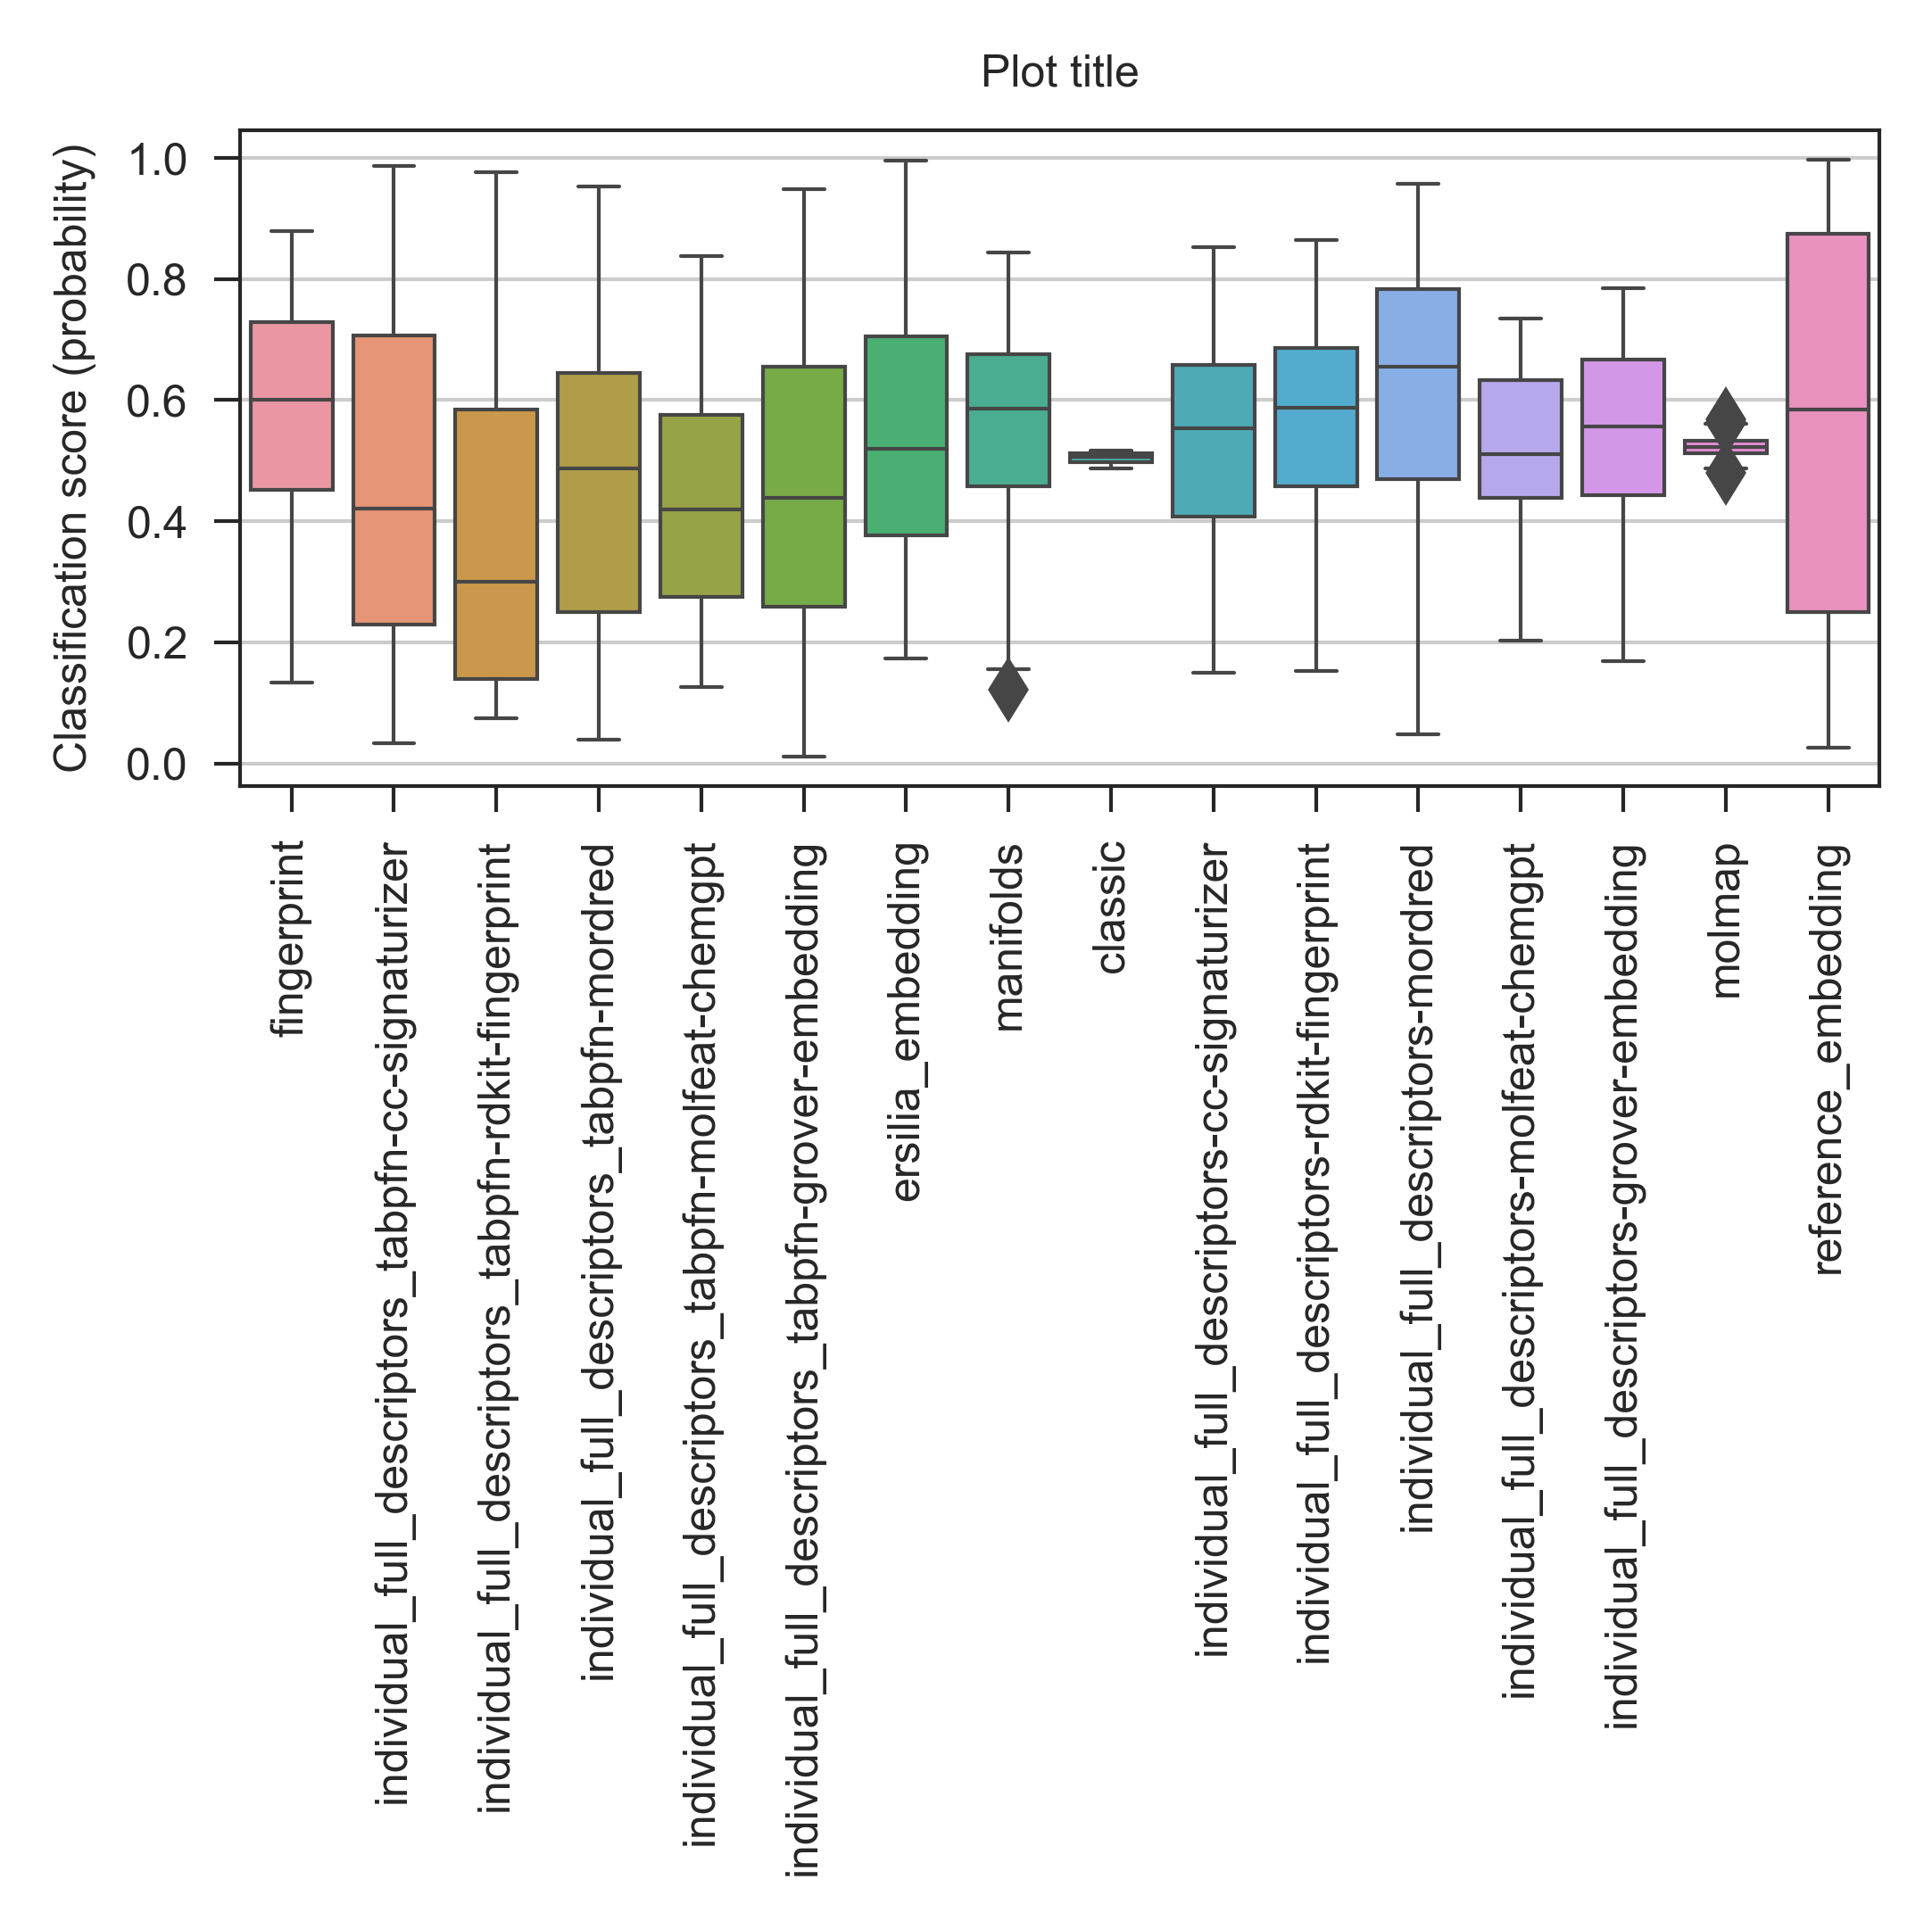 Plot title
Classification score (probability)
1.0
0.8
0.6
0.4
0.2
0.0
fingerprint
individual_full_descriptors_tabpfn-cc-signaturizer
individual_full_descriptors_tabpfn-rdkit-fingerprint
individual_full_descriptors_tabpfn-mordred
individual_full_descriptors_tabpfn-molfeat-chemgpt
individual_full_descriptors_tabpfn-grover-embedding
ersilia_embedding
manifolds
classic
individual_full_descriptors-cc-signaturizer
individual_full_descriptors-rdkit-fingerprint
individual_full_descriptors-mordred
individual_full_descriptors-molfeat-chemgpt
individual_full_descriptors-grover-embedding
molmap
reference_embedding